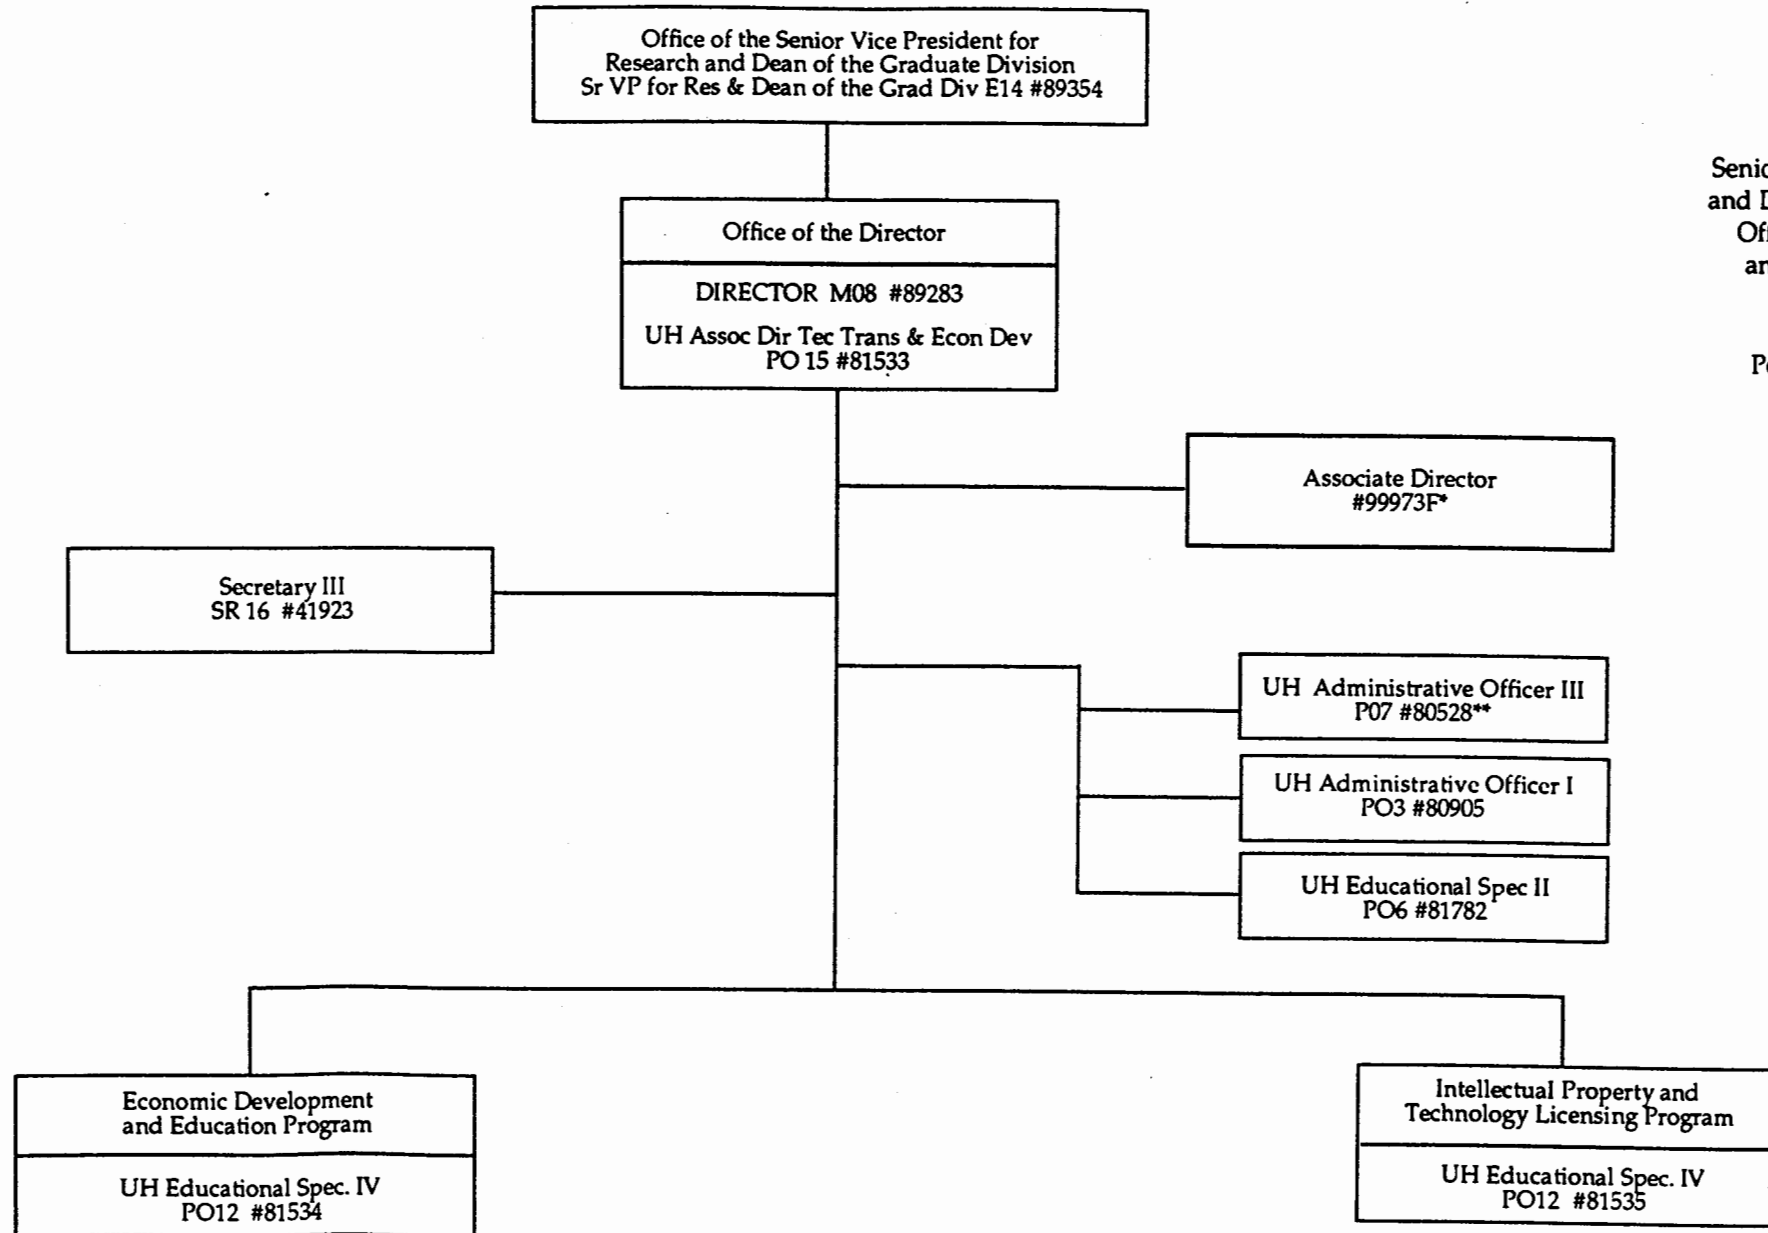 Office of the Senior Vice President for
Research and Dean of the Graduate Division
Sr VP for Res & Dean of the Grad Div E14 #89354
Office of the Director
DIRECTOR M08 #89283
UH Assoc Dir Tec Trans & Econ Dev
PO 15 #81533
and
Associate Director
#99973F*
Secretary III
SR 16 #41923
UH Administrative Officer III
P07 #80528**
UH Administrative Officer I
PO3 #80905
UH Educational Spec II
PO6 #81782
Economic Development
and Education Program
UH Educational Spec. IV
PO12 #81534
Intellectual Property and
Technology Licensing Program
UH Educational Spec. IV
PO12 #81535